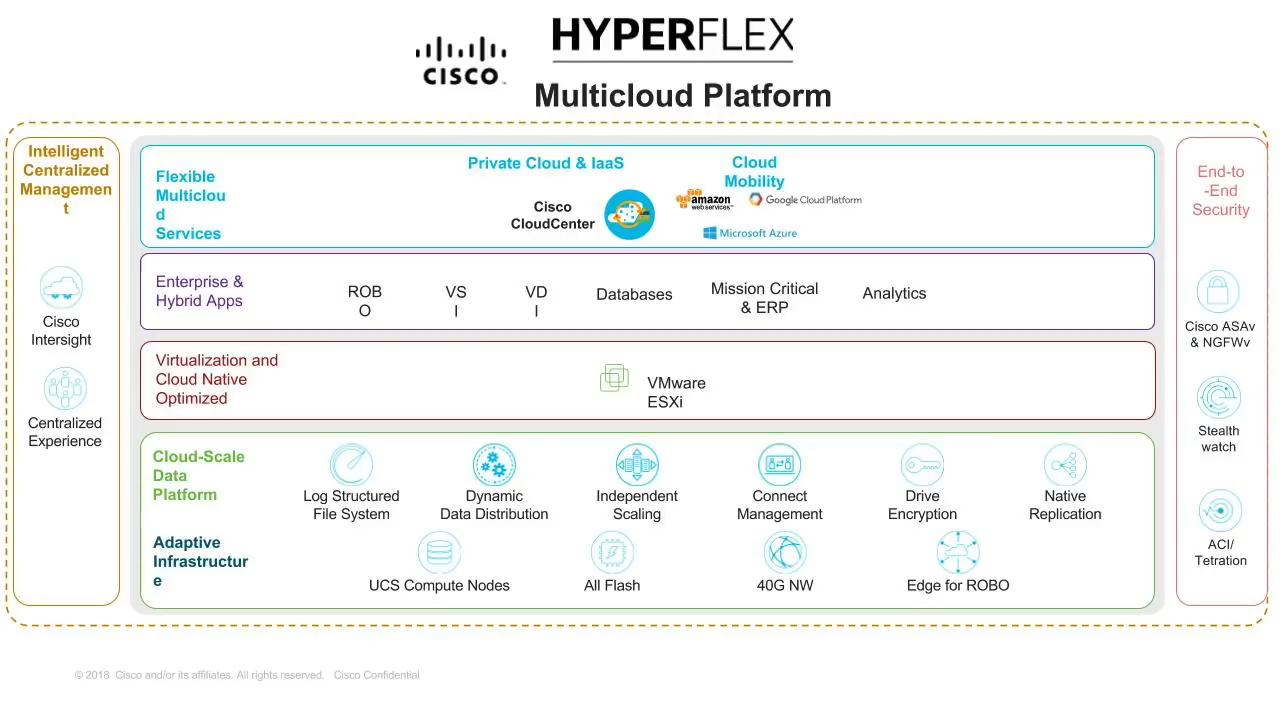 CISCO
HYPERFLEX
Multicloud Platform
Intelligent
Centralized
Managemen
t
Cisco
Intersight
Centralized
Experience
Flexible
Multiclou
d
Services
Private Cloud & IaaS
Cisco
CloudCenter
Cloud
Mobility
amazon
web services™
Google Cloud Platform
Microsoft Azure
Enterprise &
Hybrid Apps
ROB
O
VS
I
VD
I
Databases
Mission Critical
& ERP
Analytics
Virtualization and
Cloud Native
Optimized
VMware
ESXi
Cloud-Scale
Data
Platform
Log Structured
File System
Dynamic
Data Distribution
Independent
Scaling
Connect
Management
Drive
Encryption
Native
Replication
Adaptive
Infrastructur
e
UCS Compute Nodes
All Flash
40G NW
Edge for ROBO
End-to
-End
Security
Cisco ASAv
& NGFWv
Stealth
watch
ACI/
Tetration
© 2018 Cisco and/or its affiliates. All rights reserved. Cisco Confidential